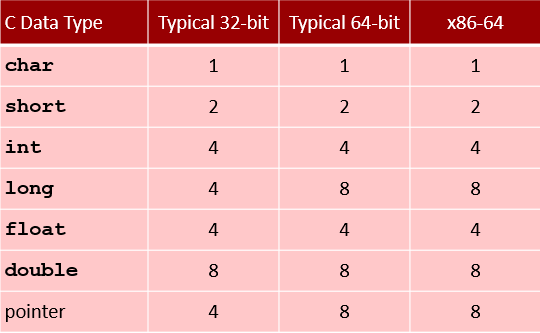 C Data Type Typical 32-bit Typical 64-bit x86-64
char 1 1 1
short 2 2 2
int 4 4 4
long 4 8 8
float 4 4 4
double 8 8 8
pointer 4 8 8